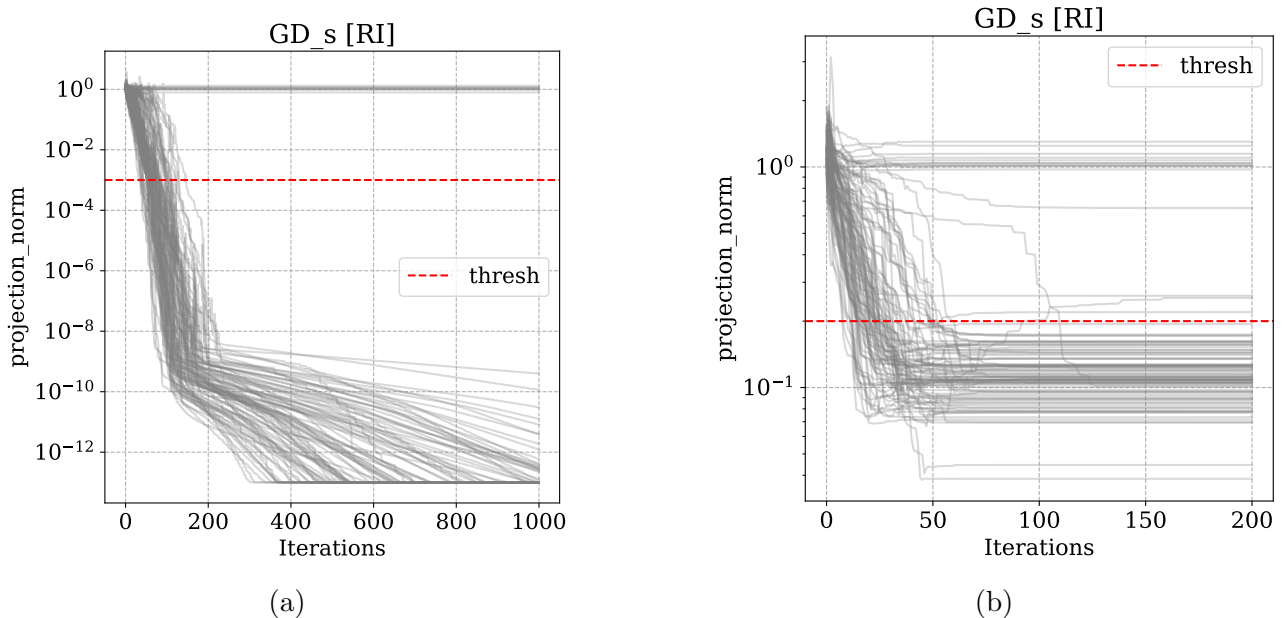 GD_s [RI]
projection_norm
10^0
10^-2
10^-4
10^-6
10^-8
10^-10
10^-12
thresh
0 200 400 600 800 1000
Iterations
(a)
GD_s [RI]
projection_norm
thresh
10^0
10^-1
0 50 100 150 200
Iterations
(b)